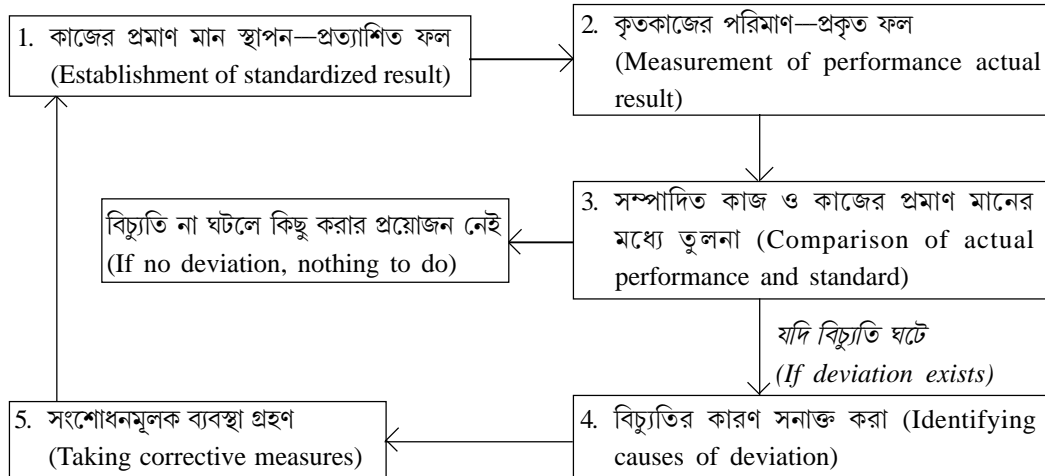 1. কাজের প্রমাণ মান স্থাপন—প্রত্যাশিত ফল
(Establishment of standardized result)
2. কৃতকাজের পরিমাণ—প্রকৃত ফল
(Measurement of performance actual
result)
3. সম্পাদিত কাজ ও কাজের প্রমাণ মানের
মধ্যে তুলনা (Comparison of actual
performance and standard)
বিচ্যুতি না ঘটলে কিছু করার প্রয়োজন নেই
(If no deviation, nothing to do)
যদি বিচ্যুতি ঘটে
(If deviation exists)
4. বিচ্যুতির কারণ সনাক্ত করা (Identifying
causes of deviation)
5. সংশোধনমূলক ব্যবস্থা গ্রহণ
(Taking corrective measures)